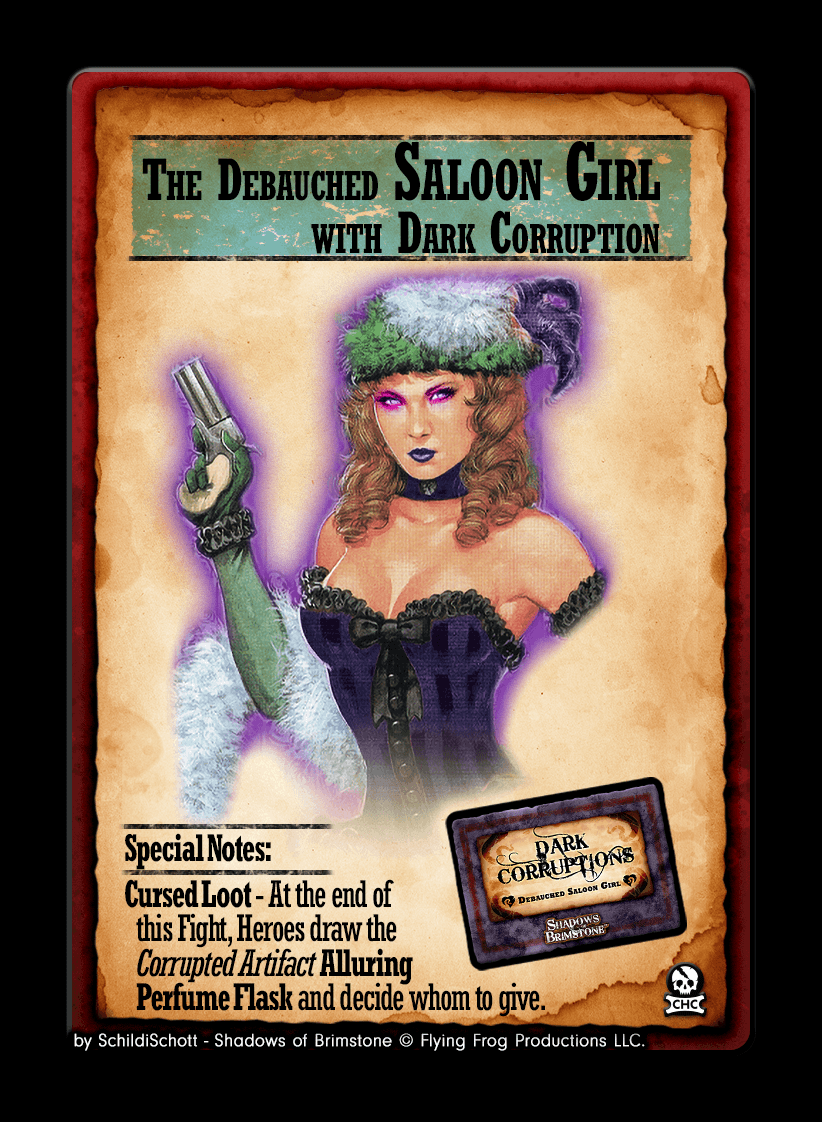 The Debauched Saloon Girl
with Dark Corruption
Special Notes:
Cursed Loot - At the end of
this Fight, Heroes draw the
Corrupted Artifact Alluring
Perfume Flask and decide whom to give.
Dark
Corruptions
Debauched Saloon Girl
Shadows of
Brimstone
CHC
by SchildiSchott - Shadows of Brimstone © Flying Frog Productions LLC.